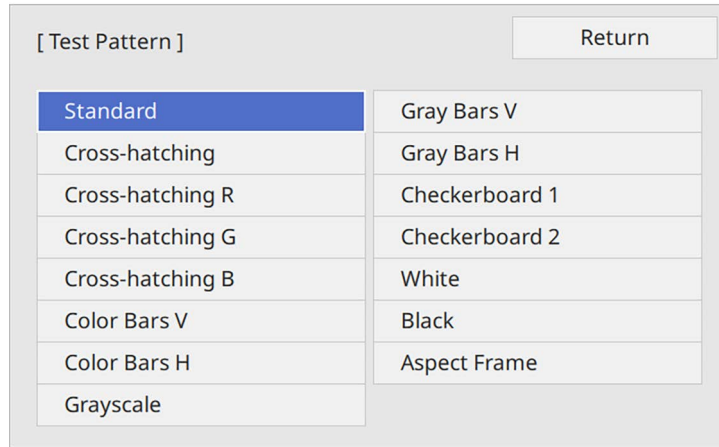 [ Test Pattern ]
Return
Standard
Cross-hatching
Cross-hatching R
Cross-hatching G
Cross-hatching B
Color Bars V
Color Bars H
Grayscale
Gray Bars V
Gray Bars H
Checkerboard 1
Checkerboard 2
White
Black
Aspect Frame